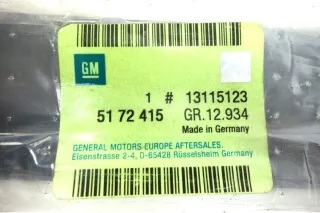 GM
1 # 13115123
51 72 415 GR.12.934
Made in Germany
GENERAL MOTORS EUROPE AFTERSALES.
Eisenstrasse 2-4, D-65428 Rüsselsheim Germany